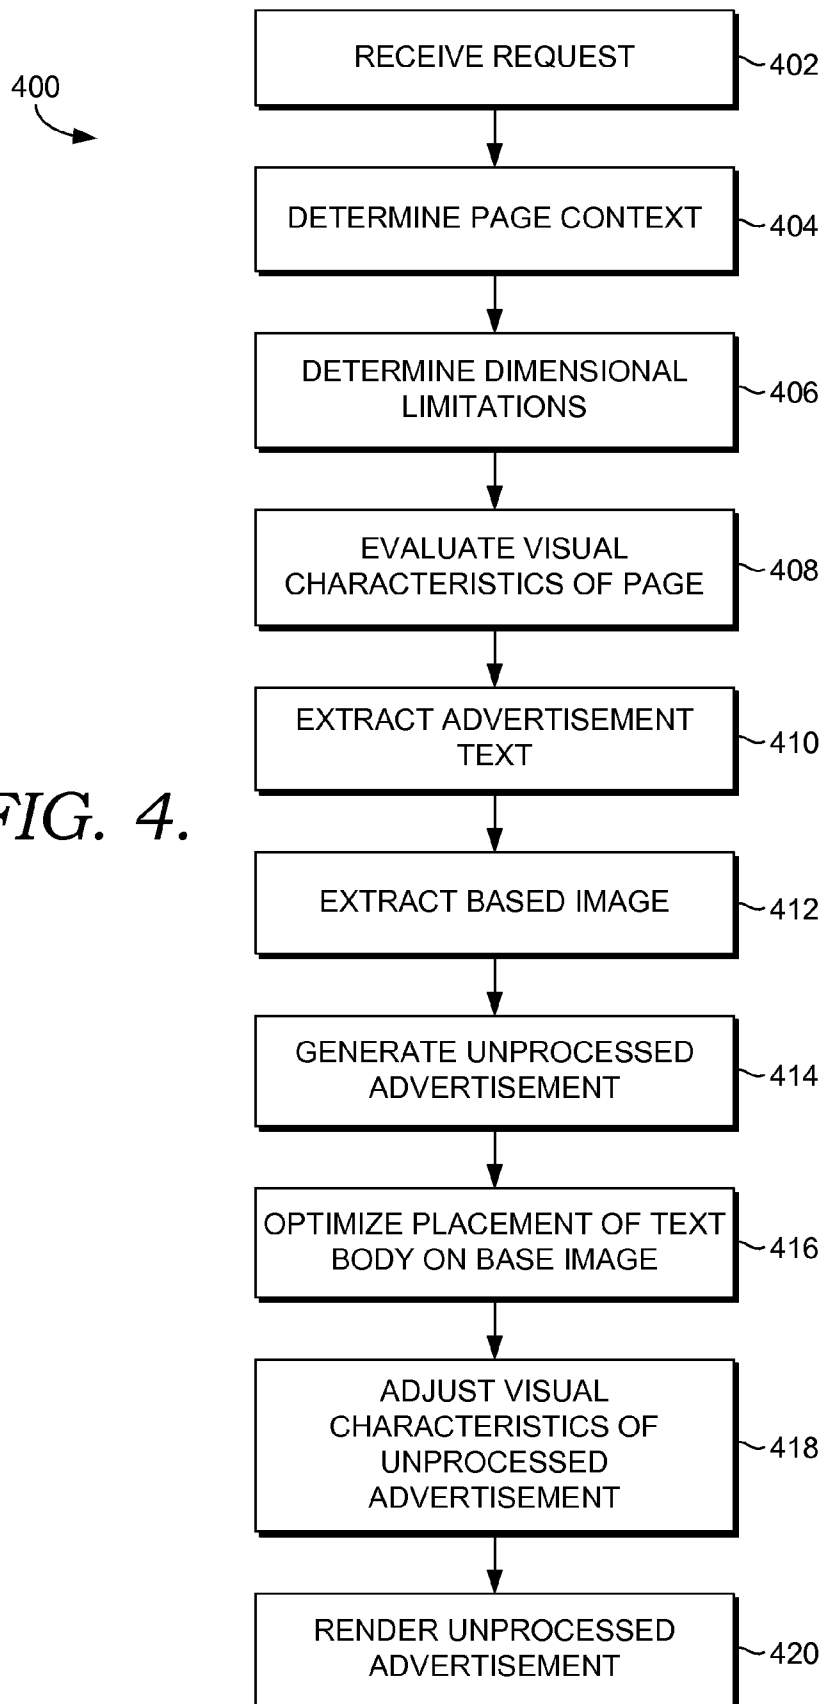 400
RECEIVE REQUEST
402
DETERMINE PAGE CONTEXT
404
DETERMINE DIMENSIONAL
LIMITATIONS
406
EVALUATE VISUAL
CHARACTERISTICS OF PAGE
408
EXTRACT ADVERTISEMENT
TEXT
410
FIG. 4.
EXTRACT BASED IMAGE
412
GENERATE UNPROCESSED
ADVERTISEMENT
414
OPTIMIZE PLACEMENT OF TEXT
BODY ON BASE IMAGE
416
ADJUST VISUAL
CHARACTERISTICS OF
UNPROCESSED
ADVERTISEMENT
418
RENDER UNPROCESSED
ADVERTISEMENT
420